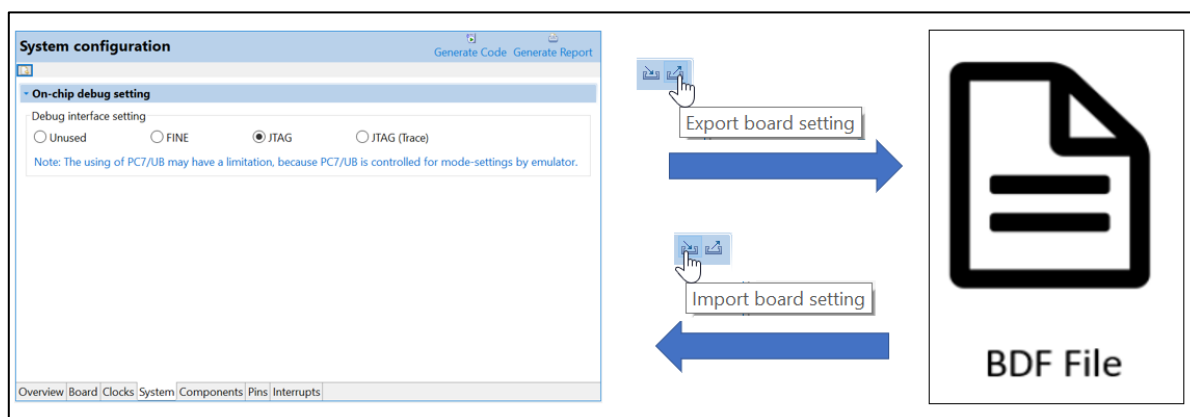 System configuration
Generate Code Generate Report
On-chip debug setting
Debug interface setting
Unused FINE JTAG JTAG (Trace)
Note: The using of PC7/UB may have a limitation, because PC7/UB is controlled for mode-settings by emulator.
Overview Board Clocks System Components Pins Interrupts
Export board setting
Import board setting
BDF File